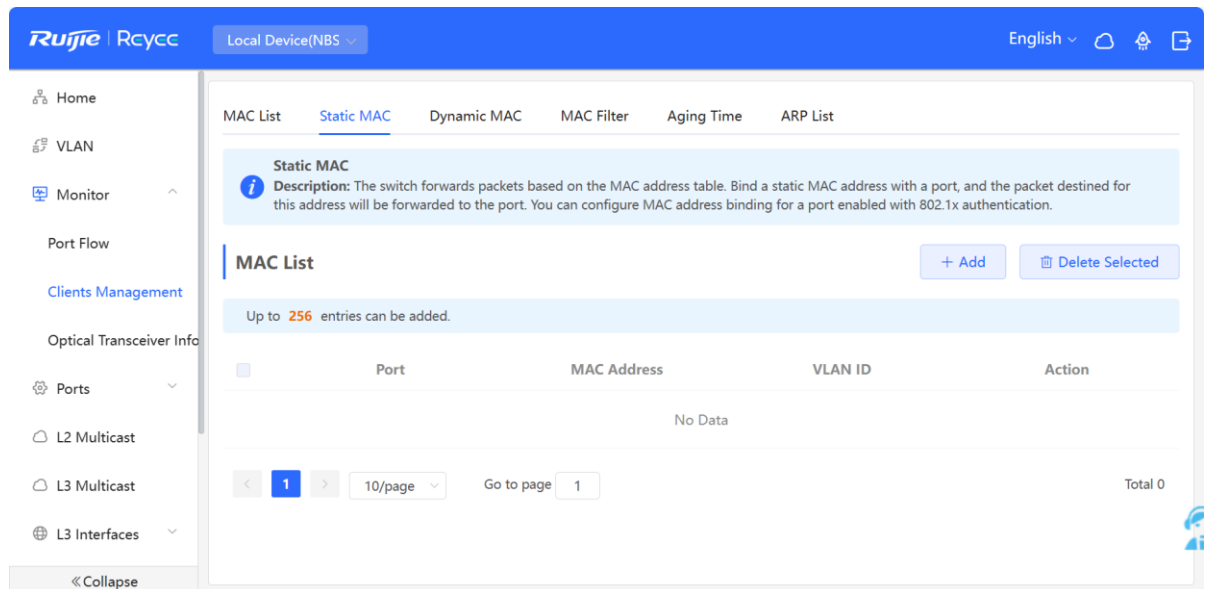 Ruijie | Reyee
Local Device(NBS
English
Home
VLAN
Monitor
Port Flow
Clients Management
Optical Transceiver Info
Ports
L2 Multicast
L3 Multicast
L3 Interfaces
Collapse
MAC List Static MAC Dynamic MAC MAC Filter Aging Time ARP List
Static MAC
Description: The switch forwards packets based on the MAC address table. Bind a static MAC address with a port, and the packet destined for
this address will be forwarded to the port. You can configure MAC address binding for a port enabled with 802.1x authentication.
MAC List
+ Add Delete Selected
Up to 256 entries can be added.
Port MAC Address VLAN ID Action
No Data
< 1 > 10/page Go to page 1 Total 0